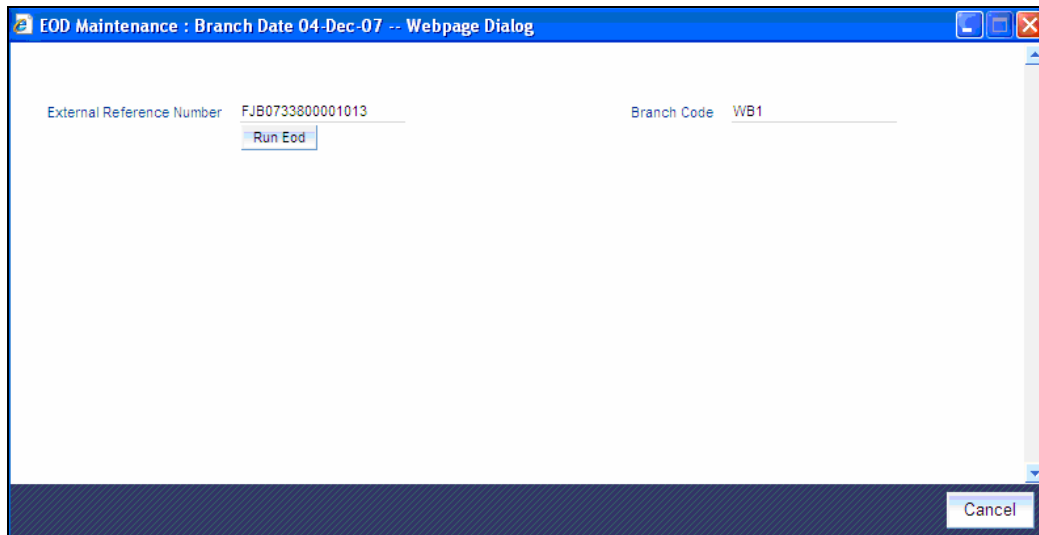 EOD Maintenance : Branch Date 04-Dec-07 -- Webpage Dialog
External Reference Number FJB0733800001013 Branch Code WB1
Run Eod
Cancel